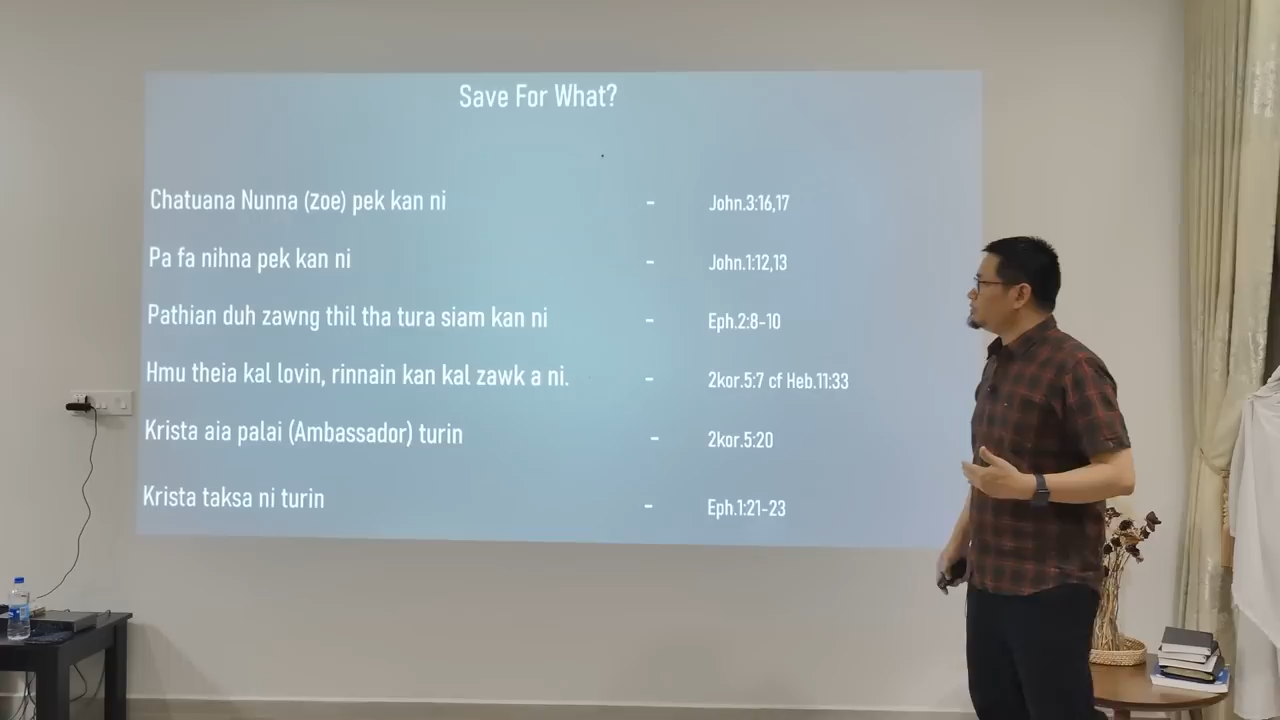 Save For What?
Chatuana Nunna (zoe) pek kan ni - John.3:16,17
Pa fa nihna pek kan ni - John.1:12,13
Pathian duh zawng thil tha tura siam kan ni - Eph.2:8-10
Hmu theia kal lovin, rinnain kan kal zawk a ni. - 2kor.5:7 cf Heb.11:33
Krista aia palai (Ambassador) turin - 2kor.5:20
Krista taksa ni turin - Eph.1:21-23